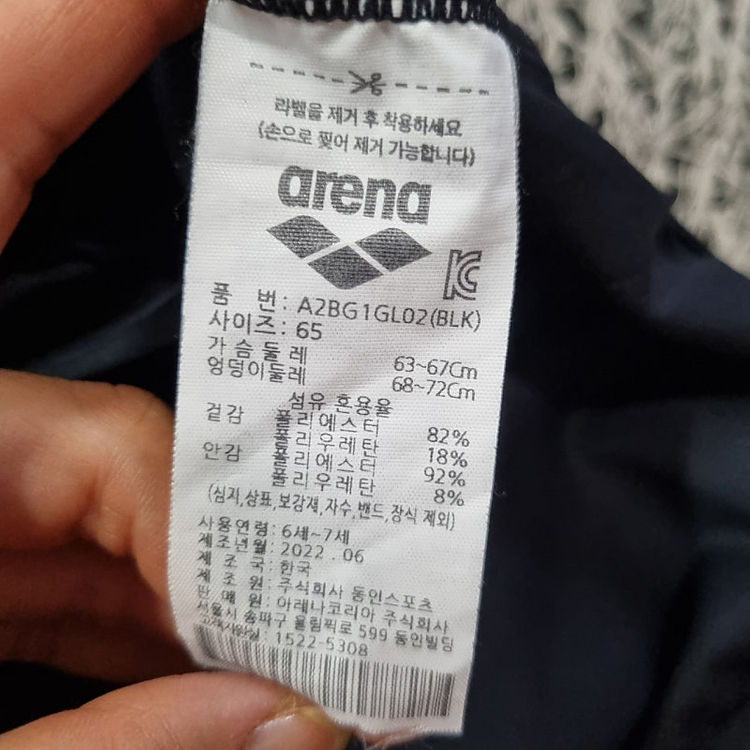 라벨을 제거 후 착용하세요
(손으로 찢어 제거 가능합니다)
arena
품 번: A2BG1GL02(BLK)
사이즈: 65
가슴둘레 63~67Cm
엉덩이둘레 68~72Cm
섬유 혼용율
겉감 폴리에스터 82%
폴리우레탄 18%
안감 폴리에스터 92%
폴리우레탄 8%
(심지,상표,보강재,자수,밴드,장식 제외)
사용연령: 6세~7세
제조년월: 2022.06
제 조 국: 한국
제 조 원: 주식회사 동인스포츠
판 매 원: 아레나코리아 주식회사
서울시 송파구 올림픽로 599 동인빌딩
고객상담실: 1522-5308